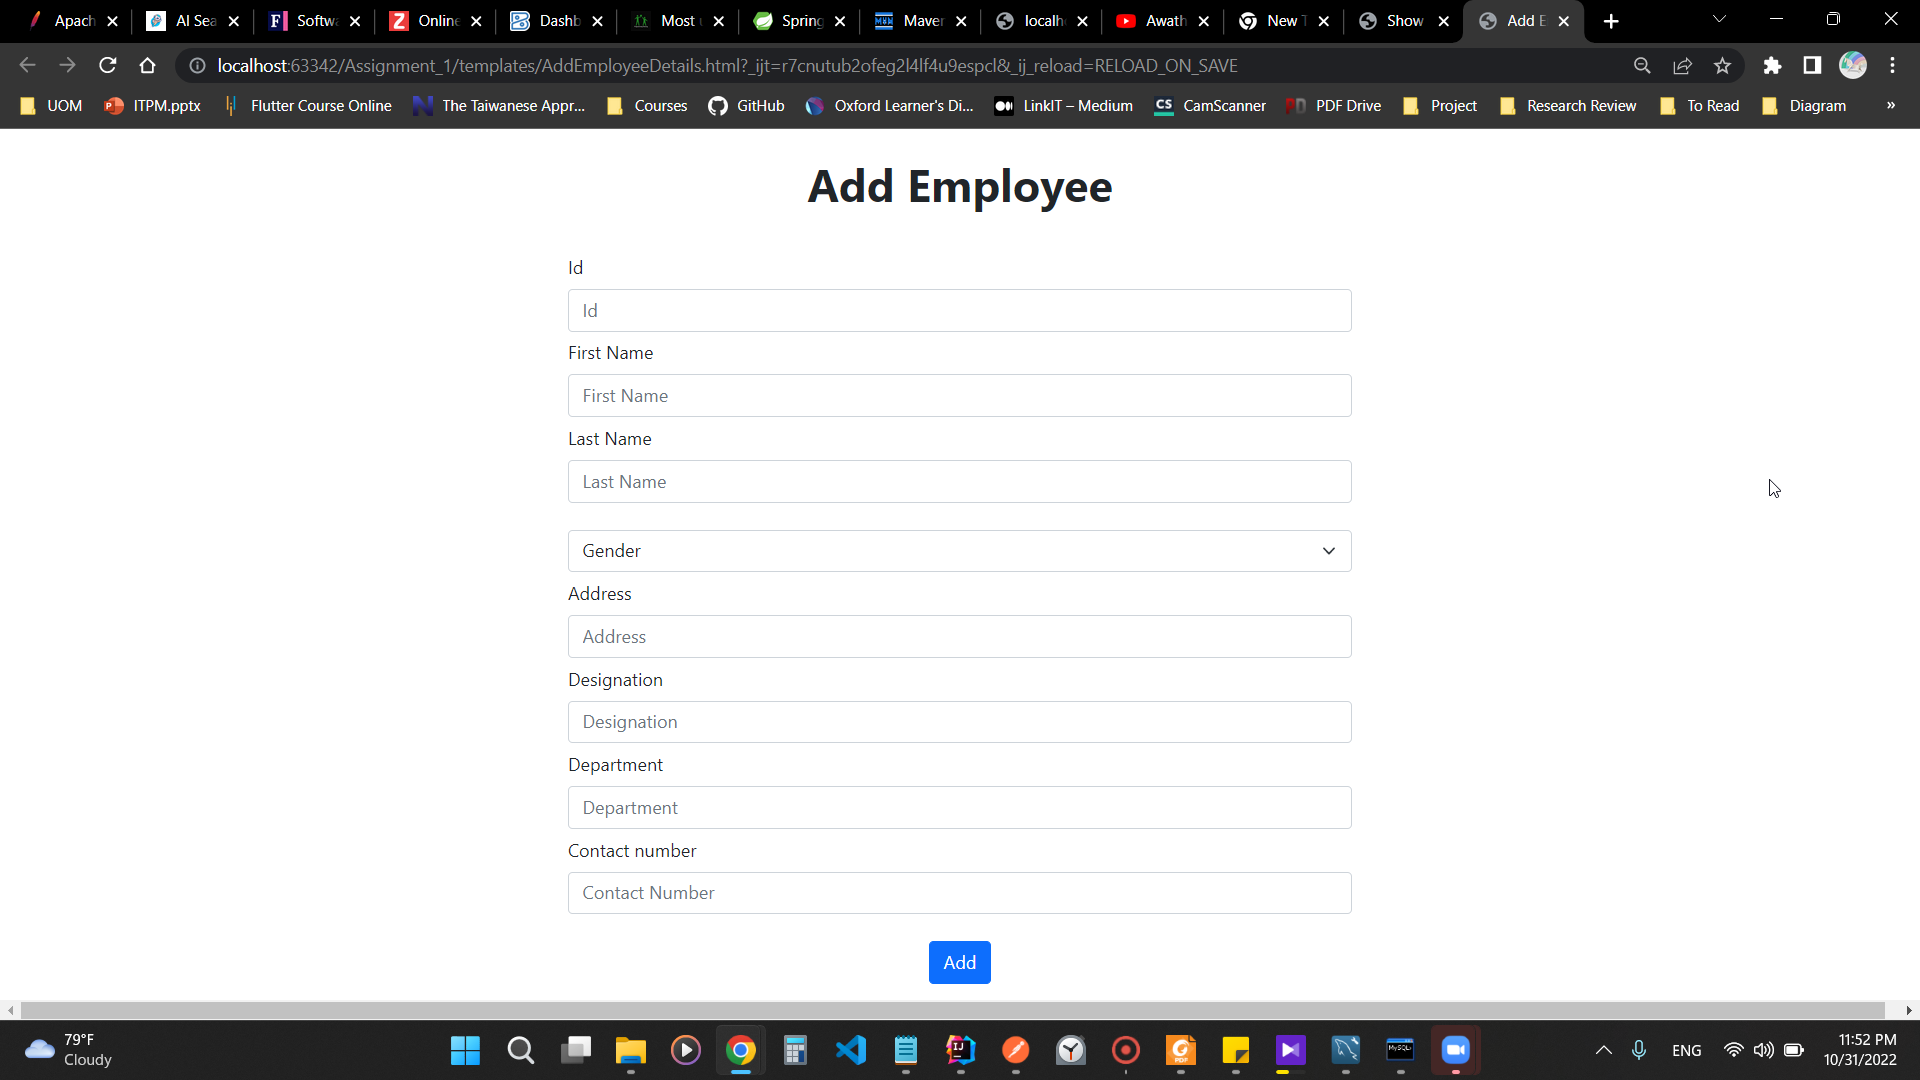 Apach
AI Sea
Softw
Online
Dashb
Most
Spring
Maven
localh
Awath
New T
Show
Add E
localhost:63342/Assignment_1/templates/AddEmployeeDetails.html?_ijt=r7cnutub2ofeg2l4lf4u9espcl&_ij_reload=RELOAD_ON_SAVE
UOM
ITPM.pptx
Flutter Course Online
The Taiwanese Appr...
Courses
GitHub
Oxford Learner's Di...
LinkIT – Medium
CS
CamScanner
PD
PDF Drive
Project
Research Review
To Read
Diagram
»
Add Employee
Id
Id
First Name
First Name
Last Name
Last Name
Gender
Address
Address
Designation
Designation
Department
Department
Contact number
Contact Number
Add
79°F
Cloudy
ENG
11:52 PM
10/31/2022